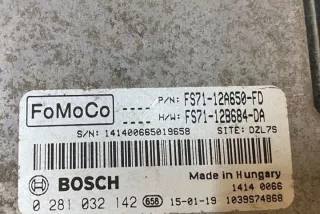 FoMoCo
---- P/N: FS71-12A650-FD
---- H/W: FS71-12B684-DA
S/N: 141400665019658 SITE: DZL7S
BOSCH Made in Hungary
1414 0066
0 281 032 142 658 15-01-19 1039S74868